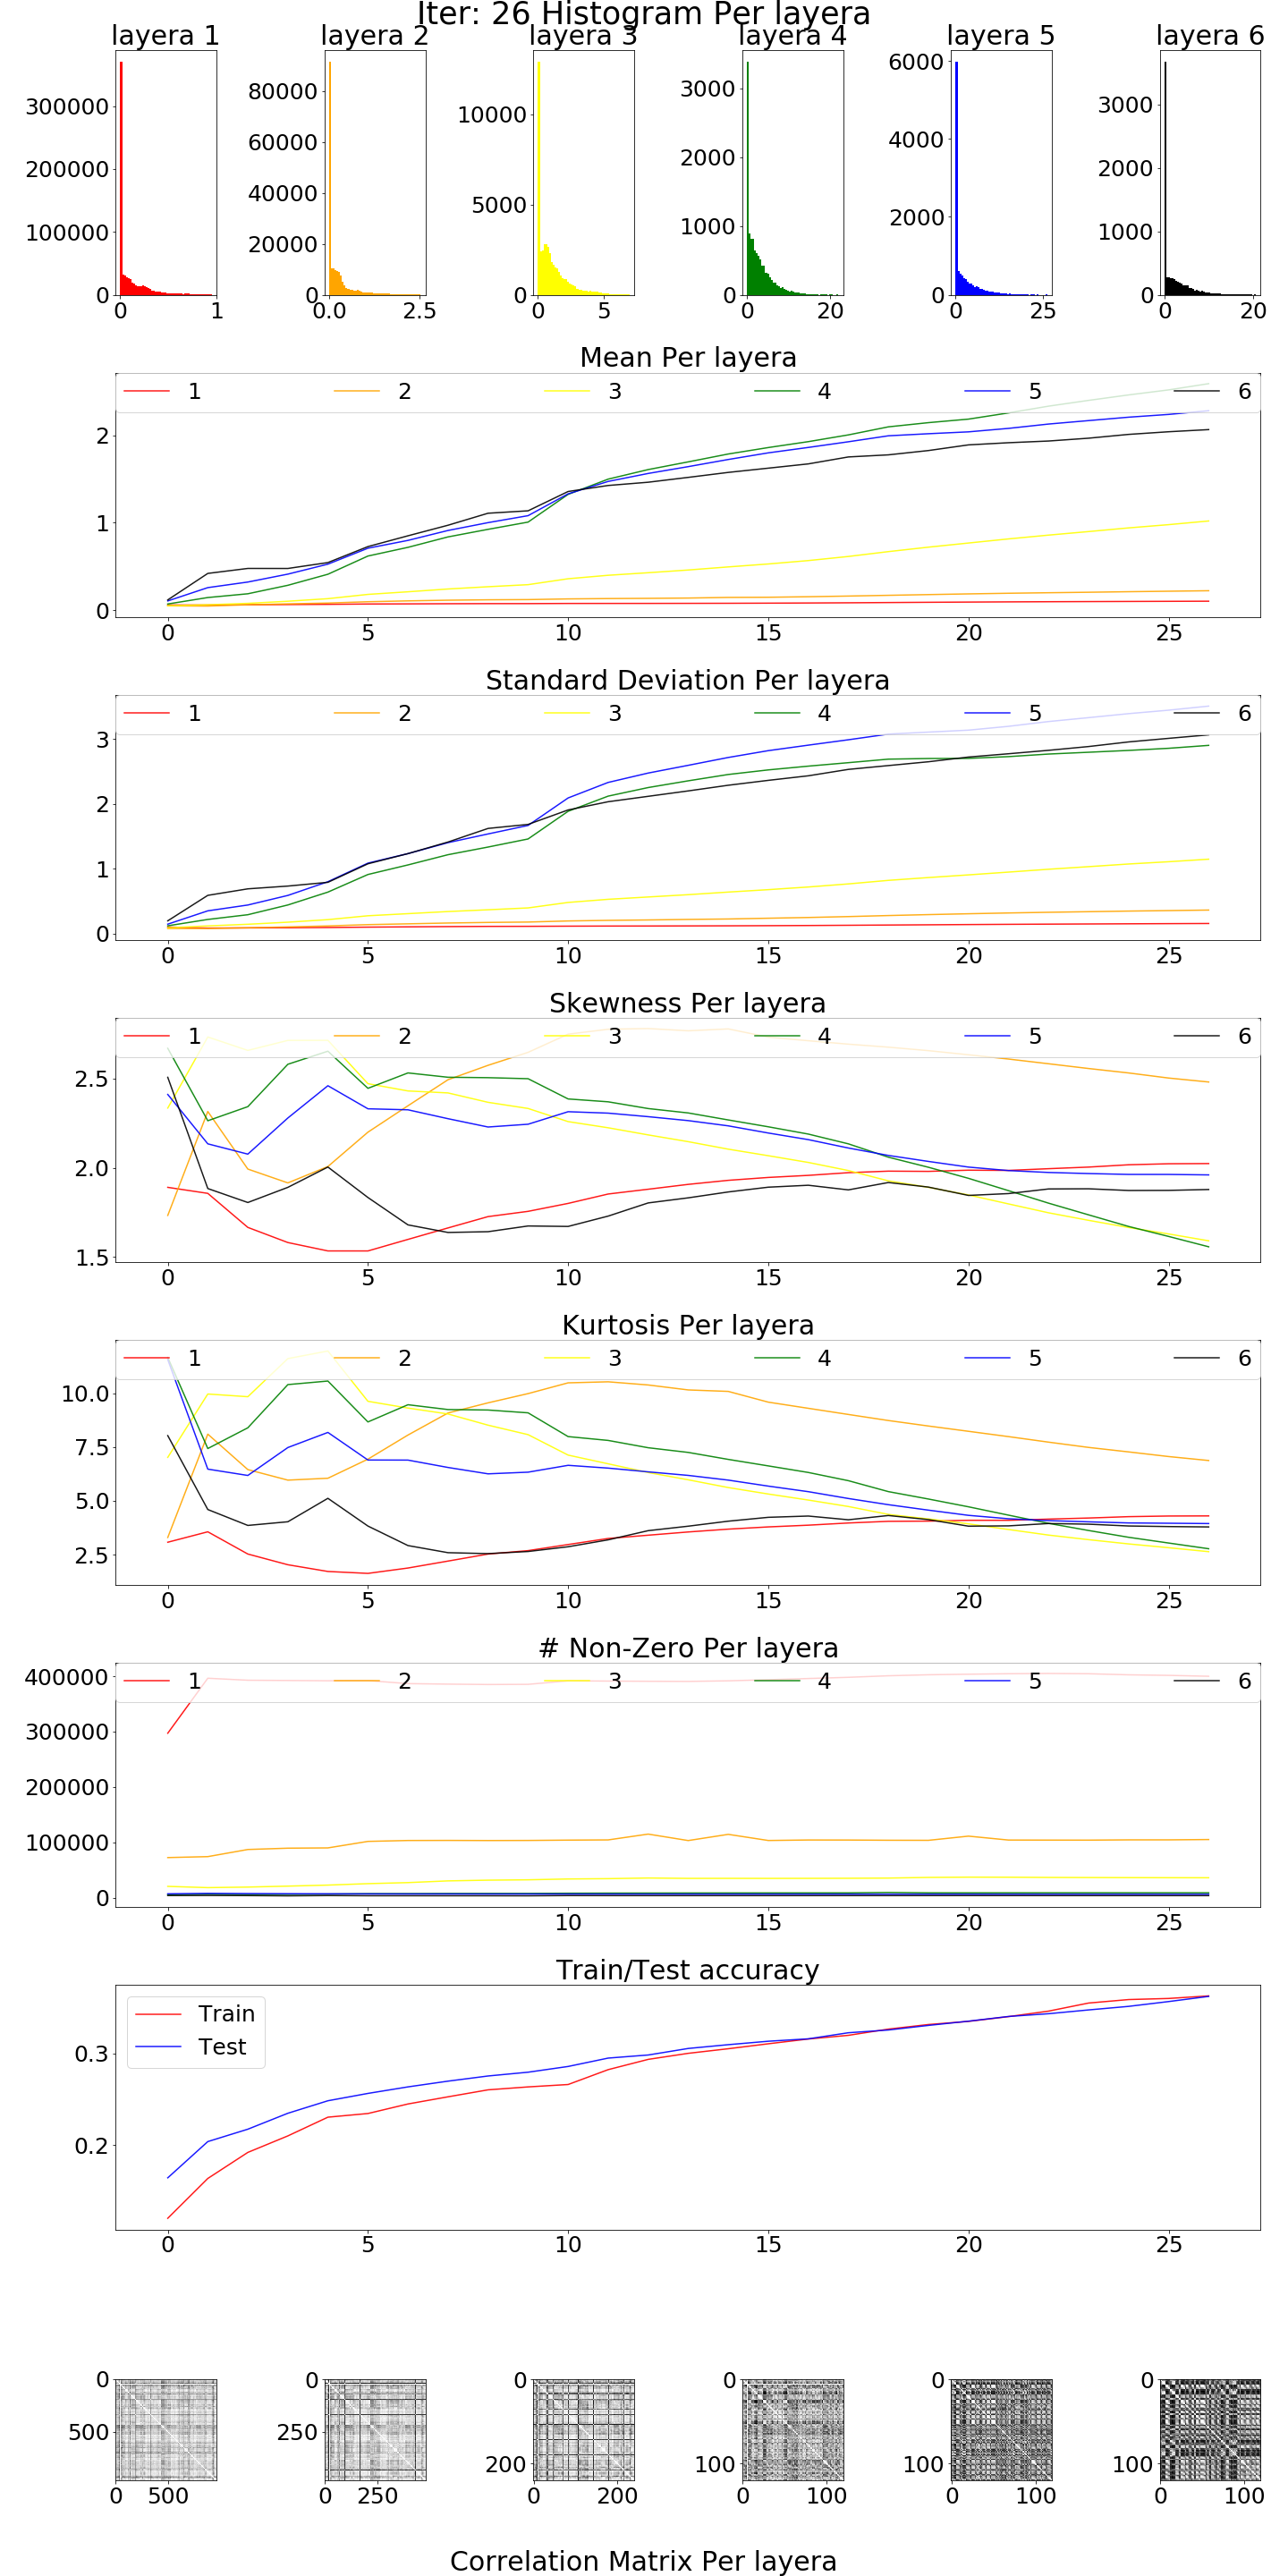 Iter: 26 Histogram Per layera
layera 1 layera 2 layera 3 layera 4 layera 5 layera 6
300000 200000 100000 0
0 1
80000 60000 40000 20000 0
0.0 2.5
10000 5000 0
0 5
3000 2000 1000 0
0 20
6000 4000 2000 0
0 25
3000 2000 1000 0
0 20
Mean Per layera
1 2 3 4 5 6
2
1
0
0 5 10 15 20 25
Standard Deviation Per layera
1 2 3 4 5 6
3
2
1
0
0 5 10 15 20 25
Skewness Per layera
1 2 3 4 5 6
2.5
2.0
1.5
0 5 10 15 20 25
Kurtosis Per layera
1 2 3 4 5 6
10.0
7.5
5.0
2.5
0 5 10 15 20 25
# Non-Zero Per layera
400000
1 2 3 4 5 6
300000
200000
100000
0
0 5 10 15 20 25
Train/Test accuracy
Train
Test
0.3
0.2
0 5 10 15 20 25
0 0 0 0 0 0
500 250 200 100 100 100
0 500 0 250 0 200 0 100 0 100 0 100
Correlation Matrix Per layera